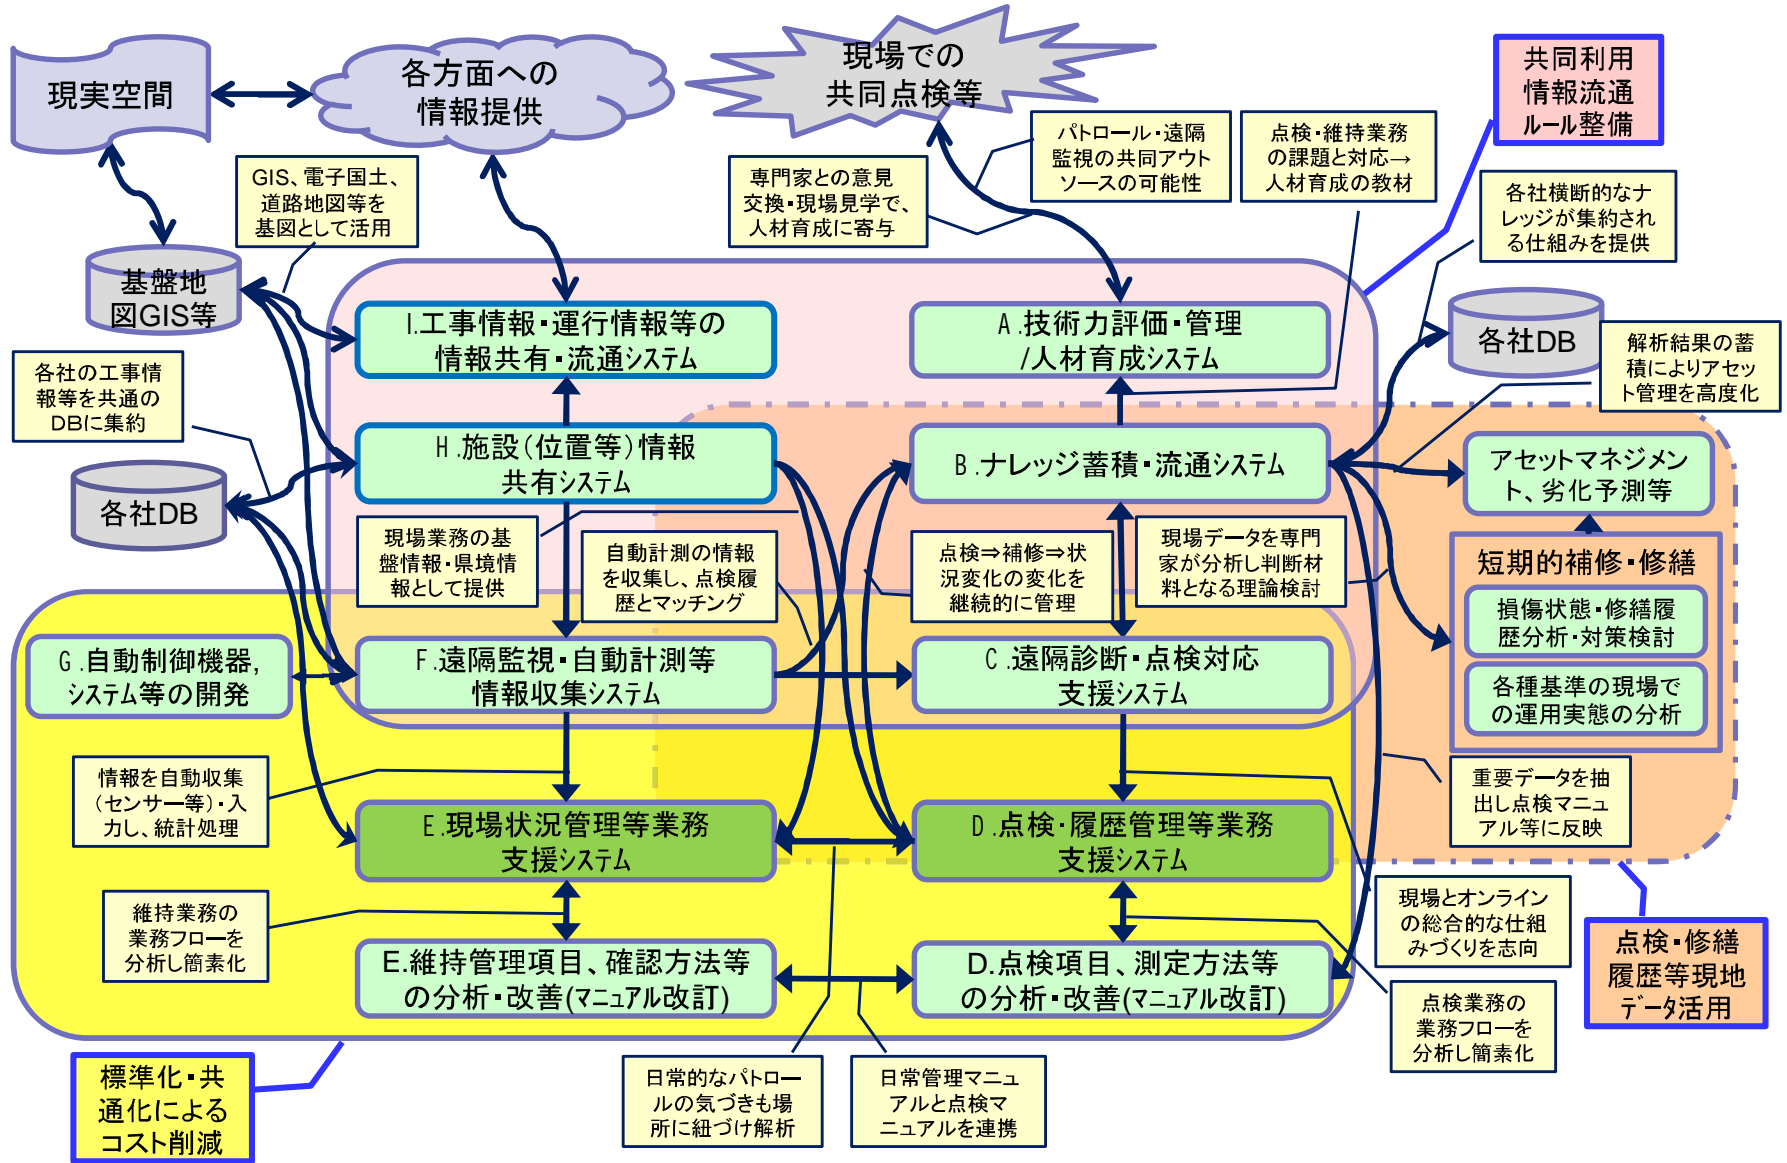 現実空間
各方面への
情報提供
現場での
共同点検等
共同利用
情報流通
ルール整備
GIS、電子国土、
道路地図等を
基図として活用
専門家との意見
交換・現場見学で、
人材育成に寄与
パトロール・遠隔
監視の共同アウト
ソースの可能性
点検・維持業務
の課題と対応→
人材育成の教材
各社横断的なナ
レッジが集約され
る仕組みを提供
基盤地
図GIS等
I.工事情報・運行情報等の
情報共有・流通システム
A.技術力評価・管理
/人材育成システム
各社DB
解析結果の蓄
積によりアセッ
ト管理を高度化
各社の工事情
報等を共通の
DBに集約
H.施設(位置等)情報
共有システム
B.ナレッジ蓄積・流通システム
アセットマネジメン
ト、劣化予測等
各社DB
現場業務の基
盤情報・県境情
報として提供
自動計測の情報
を収集し、点検履
歴とマッチング
点検⇒補修⇒状
況変化の変化を
継続的に管理
現場データを専門
家が分析し判断材
料となる理論検討
短期的補修・修繕
損傷状態・修繕履
歴分析・対策検討
各種基準の現場で
の運用実態の分析
G.自動制御機器,
システム等の開発
F.遠隔監視・自動計測等
情報収集システム
C.遠隔診断・点検対応
支援システム
情報を自動収集
(センサー等)・入
力し、統計処理
重要データを抽
出し点検マニュ
アル等に反映
E.現場状況管理等業務
支援システム
D.点検・履歴管理等業務
支援システム
維持業務の
業務フローを
分析し簡素化
現場とオンライン
の総合的な仕組
みづくりを志向
E.維持管理項目、確認方法等
の分析・改善(マニュアル改訂)
D.点検項目、測定方法等
の分析・改善(マニュアル改訂)
点検・修繕
履歴等現地
データ活用
点検業務の
業務フローを
分析し簡素化
標準化・共
通化による
コスト削減
日常的なパトロー
ルの気づきも場
所に紐づけ解析
日常管理マニュ
アルと点検マ
ニュアルを連携